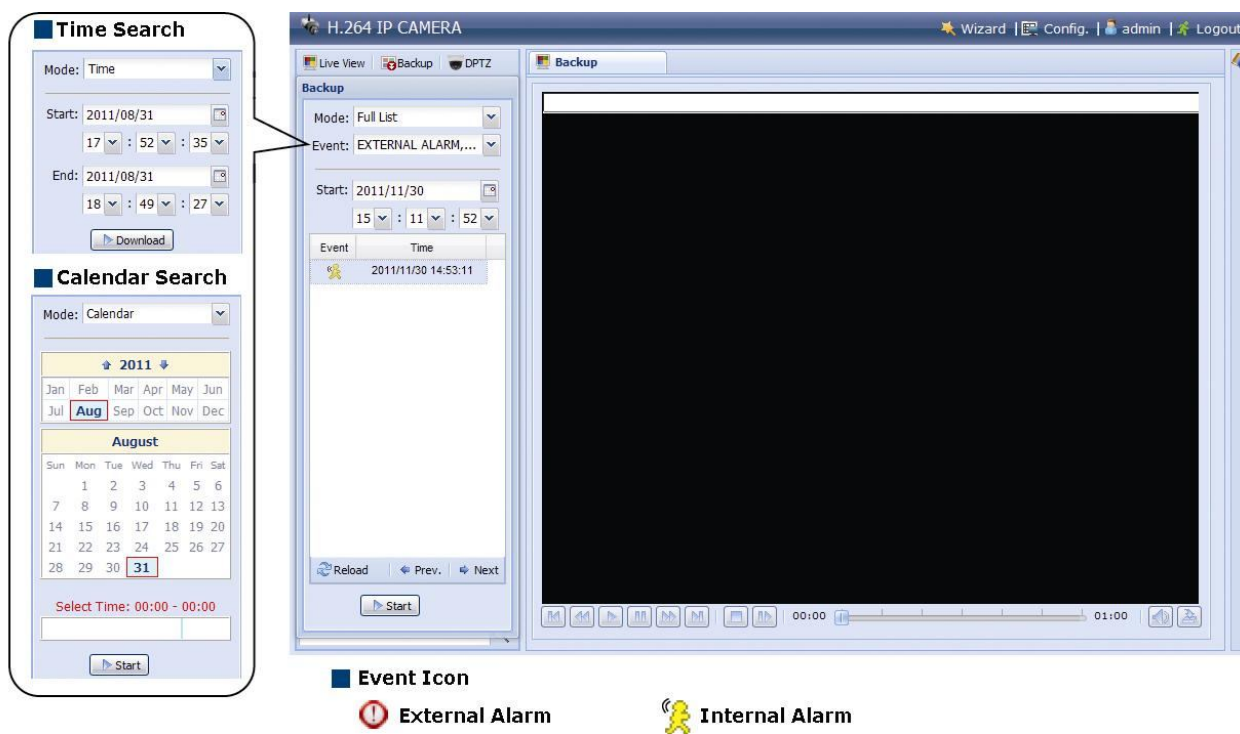 Time Search
Mode: Time
Start: 2011/08/31
17 : 52 : 35
End: 2011/08/31
18 : 49 : 27
Download
Calendar Search
Mode: Calendar
2011
Jan Feb Mar Apr May Jun
Jul Aug Sep Oct Nov Dec
August
Sun Mon Tue Wed Thu Fri Sat
1 2 3 4 5 6
7 8 9 10 11 12 13
14 15 16 17 18 19 20
21 22 23 24 25 26 27
28 29 30 31
Select Time: 00:00 - 00:00
Start
H.264 IP CAMERA
Wizard | Config. | admin | Logout
Live View Backup DPTZ
Backup
Mode: Full List
Event: EXTERNAL ALARM,...
Start: 2011/11/30
15 : 11 : 52
Event Time
2011/11/30 14:53:11
Reload Prev. Next
Start
Backup
00:00 01:00
Event Icon
External Alarm Internal Alarm